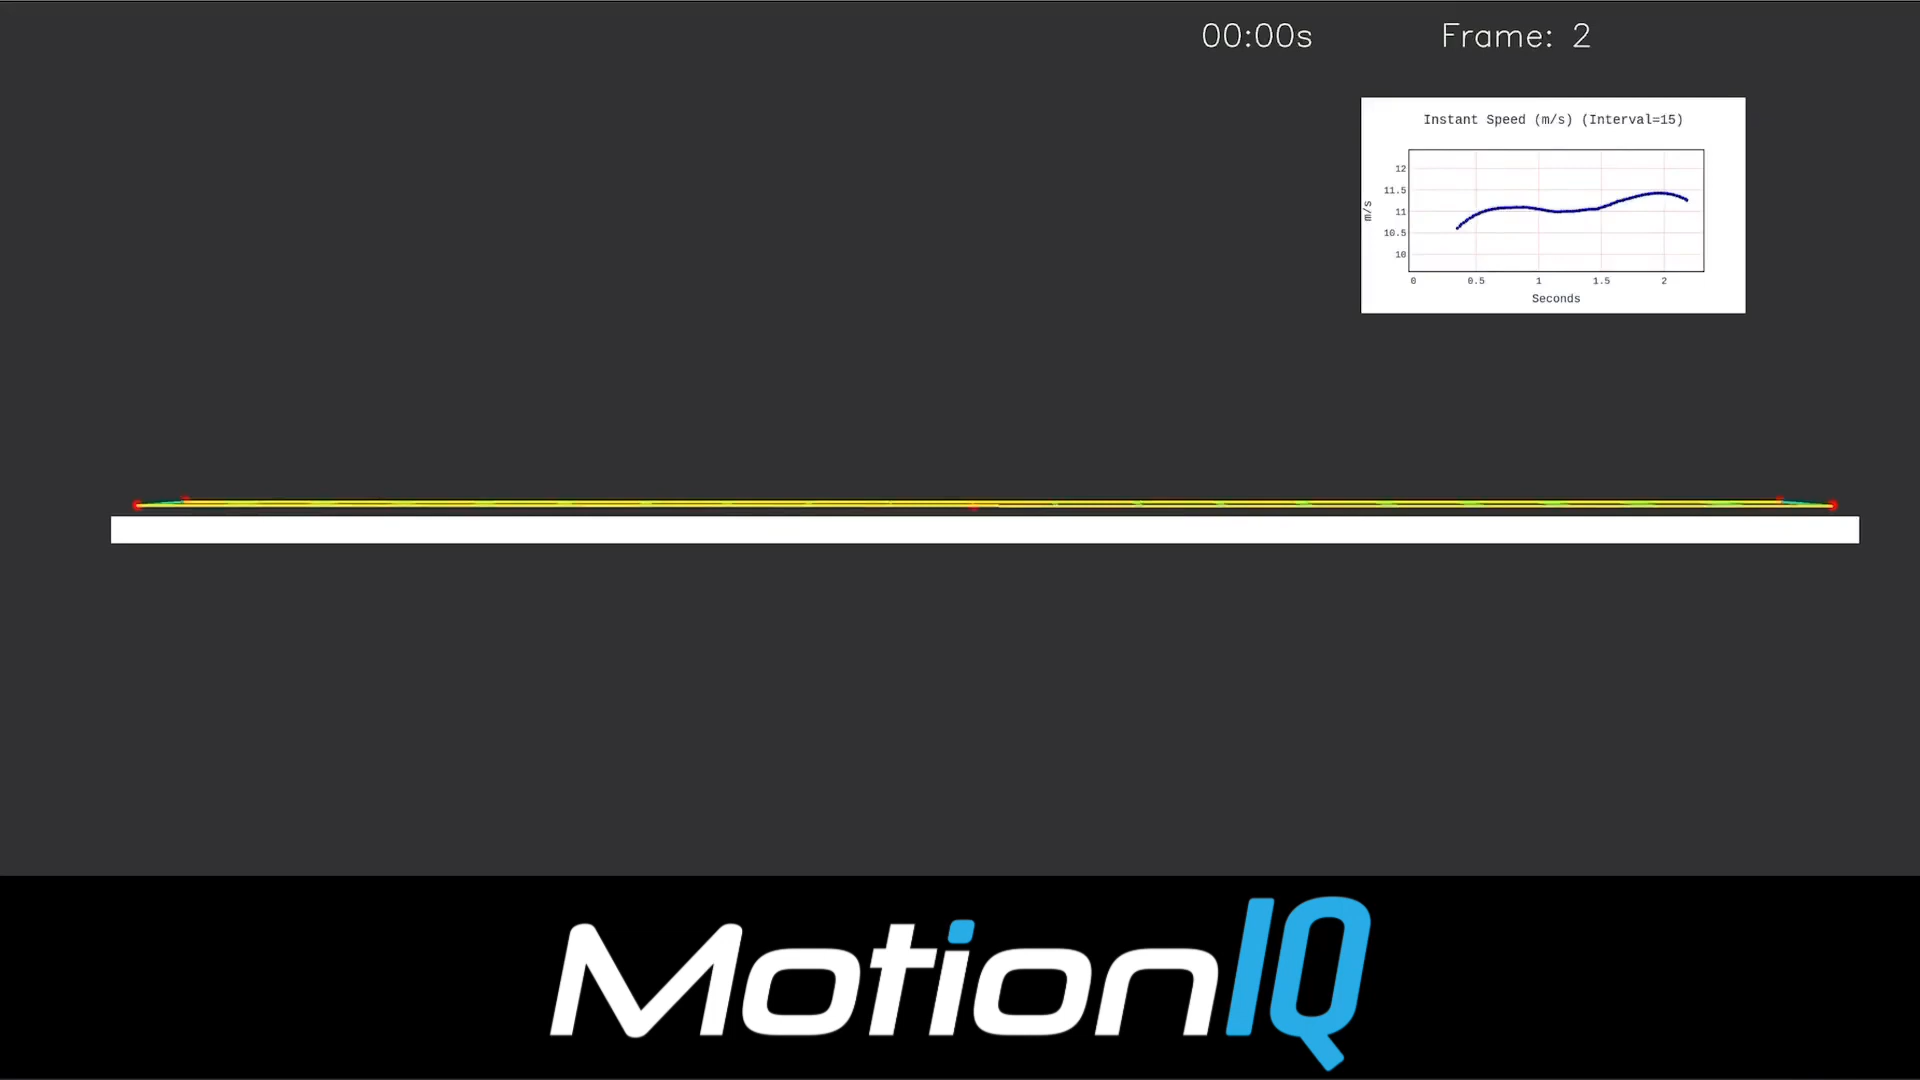 00:00s Frame: 2
Instant Speed (m/s) (Interval=15)
12
11.5
11
10.5
10
m/s
0 0.5 1 1.5 2
Seconds
MotionIQ